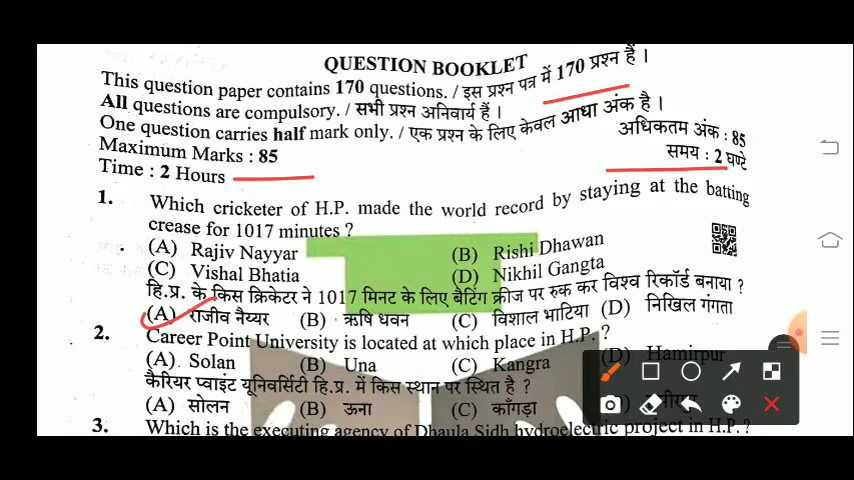 QUESTION BOOKLET
This question paper contains 170 questions. / इस प्रश्न पत्र में 170 प्रश्न हैं ।
All questions are compulsory. / सभी प्रश्न अनिवार्य हैं ।
One question carries half mark only. / एक प्रश्न के लिए केवल आधा अंक है ।
Maximum Marks : 85 अधिकतम अंक : 85
Time : 2 Hours समय : 2 घण्टे
1. Which cricketer of H.P. made the world record by staying at the batting
crease for 1017 minutes ?
(A) Rajiv Nayyar (B) Rishi Dhawan
(C) Vishal Bhatia (D) Nikhil Gangta
हि.प्र. के किस क्रिकेटर ने 1017 मिनट के लिए बैटिंग क्रीज पर रुक कर विश्व रिकॉर्ड बनाया ?
(A) राजीव नैय्यर (B) ऋषि धवन (C) विशाल भाटिया (D) निखिल गंगता
2. Career Point University is located at which place in H.P. ?
(A) Solan (B) Una (C) Kangra (D) Hamirpur
कैरियर प्वाइंट यूनिवर्सिटी हि.प्र. में किस स्थान पर स्थित है ?
(A) सोलन (B) ऊना (C) काँगड़ा
3. Which is the executing agency of Dhaula Sidh hydroelectric project in H.P. ?